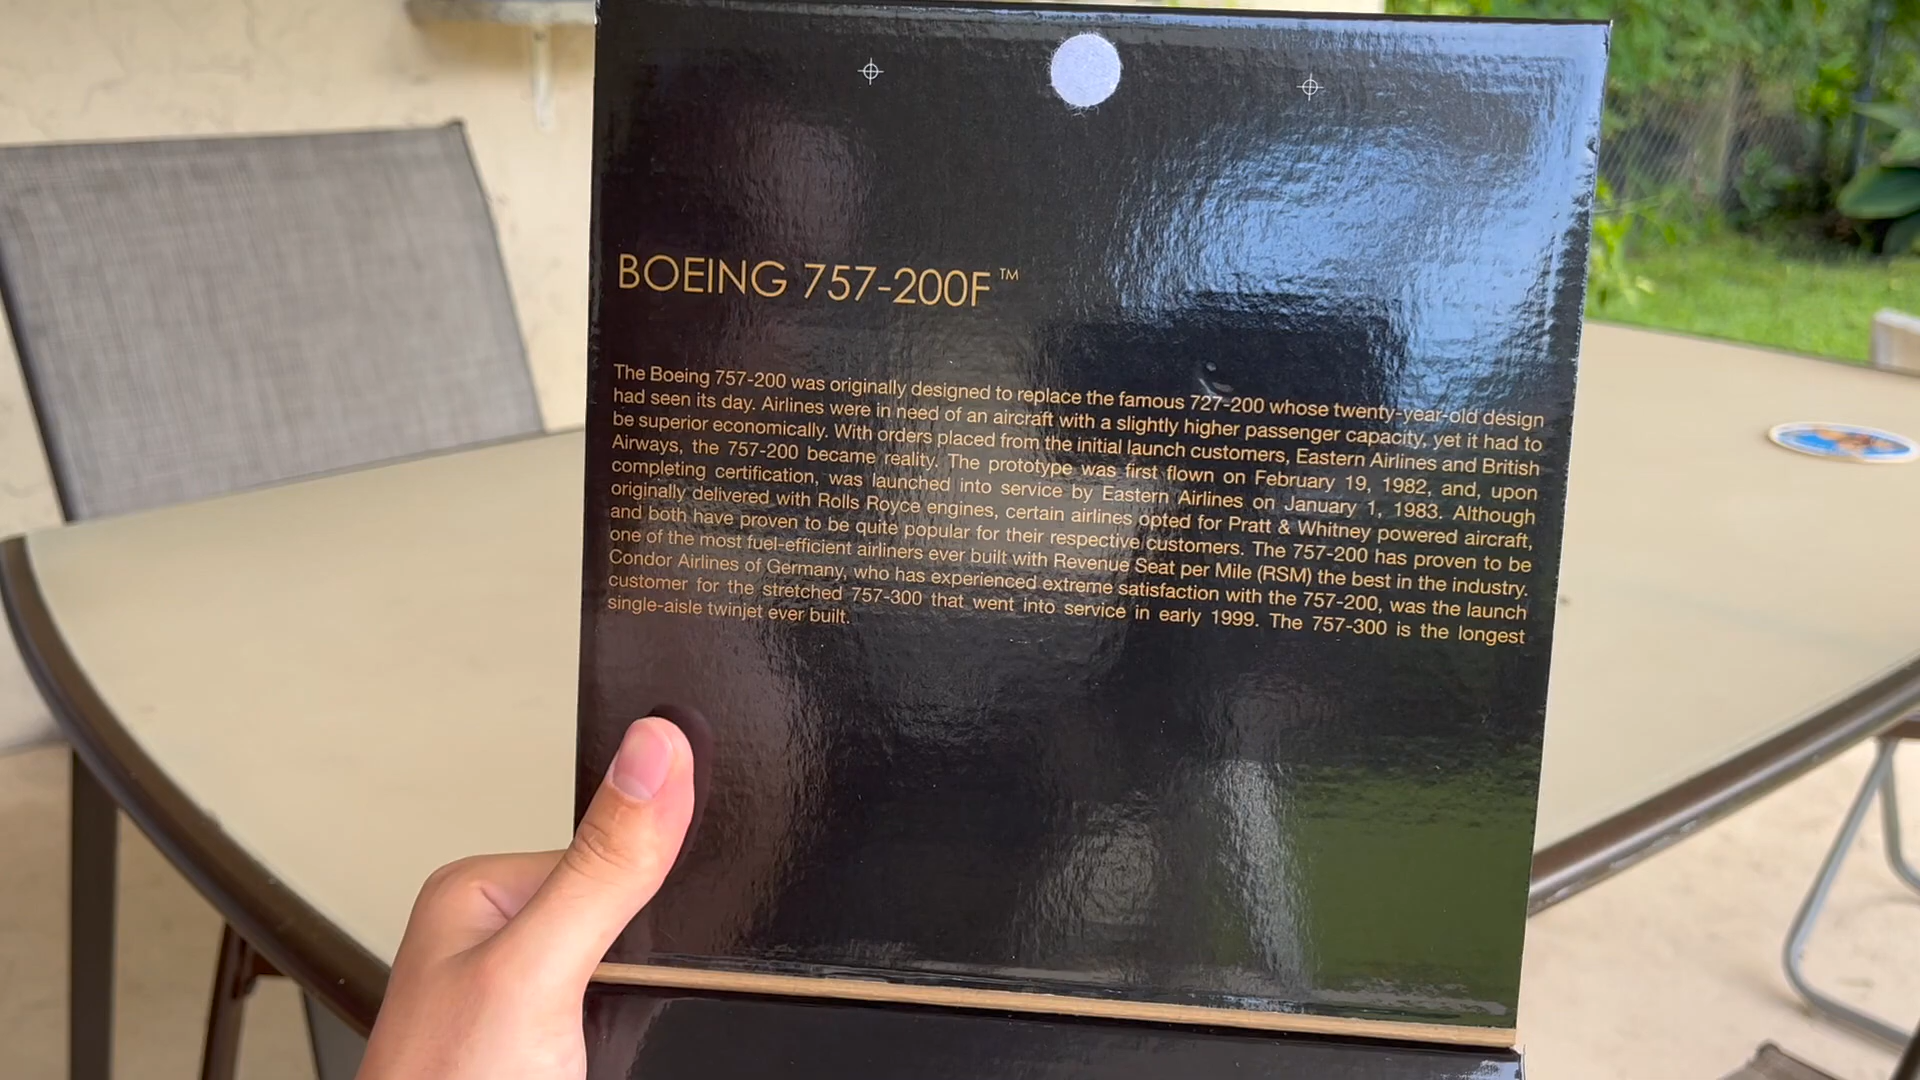 BOEING 757-200F™
The Boeing 757-200 was originally designed to replace the famous 727-200 whose twenty-year-old design
had seen its day. Airlines were in need of an aircraft with a slightly higher passenger capacity, yet it had to
be superior economically. With orders placed from the initial launch customers, Eastern Airlines and British
Airways, the 757-200 became reality. The prototype was first flown on February 19, 1982, and, upon
completing certification, was launched into service by Eastern Airlines on January 1, 1983. Although
originally delivered with Rolls Royce engines, certain airlines opted for Pratt & Whitney powered aircraft,
and both have proven to be quite popular for their respective customers. The 757-200 has proven to be
one of the most fuel-efficient airliners ever built with Revenue Seat per Mile (RSM) the best in the industry.
Condor Airlines of Germany, who has experienced extreme satisfaction with the 757-200, was the launch
customer for the stretched 757-300 that went into service in early 1999. The 757-300 is the longest
single-aisle twinjet ever built.